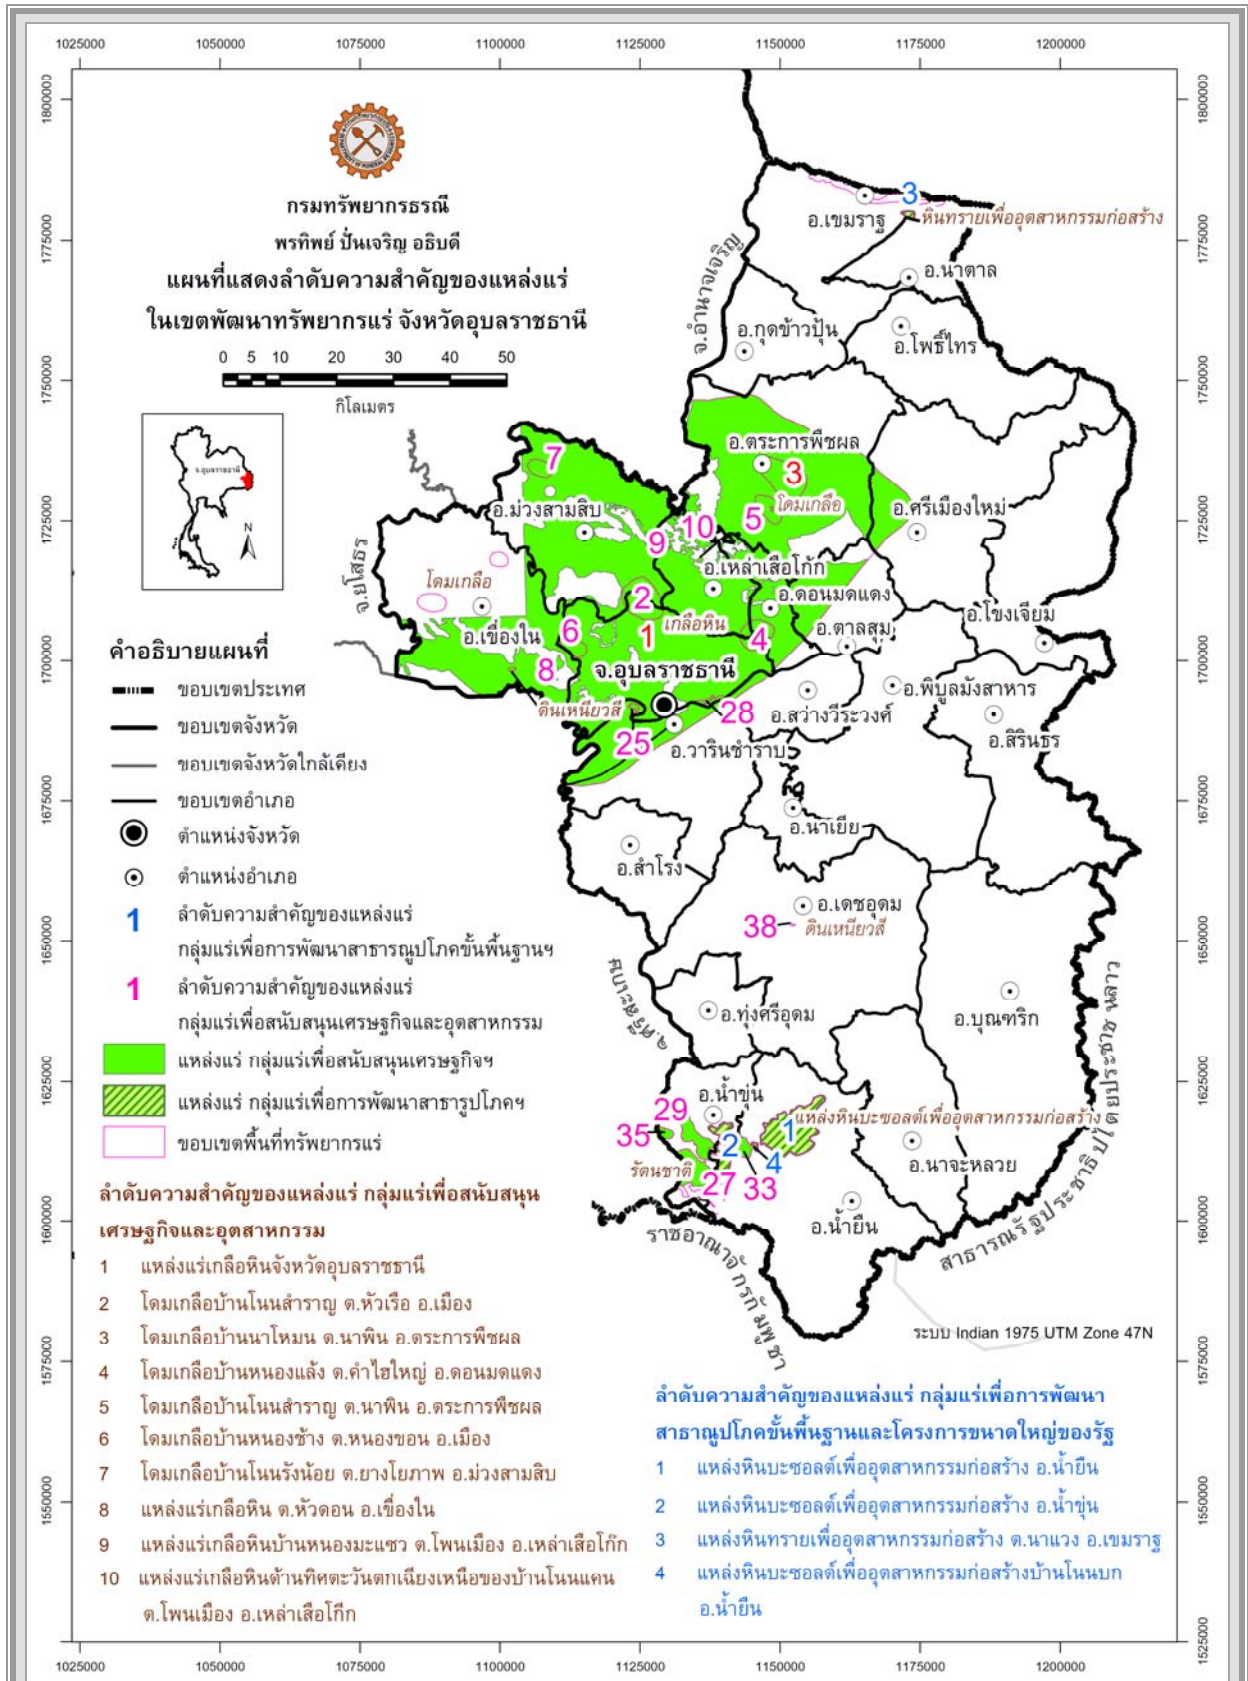 1025000 1050000 1075000 1100000 1125000 1150000 1175000 1200000
1800000
1775000
1750000
1725000
1700000
1675000
1650000
1625000
1600000
1575000
1550000
1525000
กรมทรัพยากรธรณี
พรทิพย์ ปั่นเจริญ อธิบดี
แผนที่แสดงลำดับความสำคัญของแหล่งแร่
ในเขตพัฒนาทรัพยากรแร่ จังหวัดอุบลราชธานี
0 5 10 20 30 40 50
กิโลเมตร
จ.อุบลราชธานี
N
3
อ.เขมราฐ
หินทรายเพื่ออุตสาหกรรมก่อสร้าง
จ.อำนาจเจริญ
อ.นาตาล
อ.กุดข้าวปุ้น
อ.โพธิ์ไทร
อ.ตระการพืชผล
7
3
โดมเกลือ
5
10
อ.ม่วงสามสิบ
อ.ศรีเมืองใหม่
9
จ.ยโสธร
โดมเกลือ
อ.เหล่าเสือโก้ก
2
อ.ดอนมดแดง
อ.โขงเจียม
เกลือหิน
6
1
4
อ.ตาลสุม
อ.เขื่องใน
8
จ.อุบลราชธานี
อ.พิบูลมังสาหาร
ดินเหนียวสี
28
อ.สว่างวีระวงศ์
อ.สิรินธร
25
อ.วารินชำราบ
อ.นาเยีย
อ.สำโรง
อ.เดชอุดม
38
ดินเหนียวสี
จ.ศรีสะเกษ
อ.ทุ่งศรีอุดม
อ.บุณฑริก
อ.น้ำขุ่น
29
35
แหล่งหินบะซอลต์เพื่ออุตสาหกรรมก่อสร้าง
1
2
4
รัตนชาติ
27
33
อ.นาจะหลวย
อ.น้ำยืน
ราชอาณาจักรกัมพูชา
สาธารณรัฐประชาธิปไตยประชาชนลาว
ระบบ Indian 1975 UTM Zone 47N
คำอธิบายแผนที่
ขอบเขตประเทศ
ขอบเขตจังหวัด
ขอบเขตจังหวัดใกล้เคียง
ขอบเขตอำเภอ
ตำแหน่งจังหวัด
ตำแหน่งอำเภอ
1 ลำดับความสำคัญของแหล่งแร่
กลุ่มแร่เพื่อการพัฒนาสาธารณูปโภคขั้นพื้นฐานฯ
1 ลำดับความสำคัญของแหล่งแร่
กลุ่มแร่เพื่อสนับสนุนเศรษฐกิจและอุตสาหกรรม
แหล่งแร่ กลุ่มแร่เพื่อสนับสนุนเศรษฐกิจฯ
แหล่งแร่ กลุ่มแร่เพื่อการพัฒนาสาธารูปโภคฯ
ขอบเขตพื้นที่ทรัพยากรแร่
ลำดับความสำคัญของแหล่งแร่ กลุ่มแร่เพื่อสนับสนุน
เศรษฐกิจและอุตสาหกรรม
1 แหล่งแร่เกลือหินจังหวัดอุบลราชธานี
2 โดมเกลือบ้านโนนสำราญ ต.หัวเรือ อ.เมือง
3 โดมเกลือบ้านนาโหมน ต.นาพิน อ.ตระการพืชผล
4 โดมเกลือบ้านหนองแล้ง ต.คำไฮใหญ่ อ.ดอนมดแดง
5 โดมเกลือบ้านโนนสำราญ ต.นาพิน อ.ตระการพืชผล
6 โดมเกลือบ้านหนองช้าง ต.หนองขอน อ.เมือง
7 โดมเกลือบ้านโนนรังน้อย ต.ยางโยภาพ อ.ม่วงสามสิบ
8 แหล่งแร่เกลือหิน ต.หัวดอน อ.เขื่องใน
9 แหล่งแร่เกลือหินบ้านหนองมะแซว ต.โพนเมือง อ.เหล่าเสือโก๊ก
10 แหล่งแร่เกลือหินด้านทิศตะวันตกเฉียงเหนือของบ้านโนนแคน
ต.โพนเมือง อ.เหล่าเสือโก๊ก
ลำดับความสำคัญของแหล่งแร่ กลุ่มแร่เพื่อการพัฒนา
สาธาณูปโภคขั้นพื้นฐานและโครงการขนาดใหญ่ของรัฐ
1 แหล่งหินบะซอลต์เพื่ออุตสาหกรรมก่อสร้าง อ.น้ำยืน
2 แหล่งหินบะซอลต์เพื่ออุตสาหกรรมก่อสร้าง อ.น้ำขุ่น
3 แหล่งหินทรายเพื่ออุตสาหกรรมก่อสร้าง ต.นาแวง อ.เขมราฐ
4 แหล่งหินบะซอลต์เพื่ออุตสาหกรรมก่อสร้างบ้านโนนบก
อ.น้ำยืน
1025000 1050000 1075000 1100000 1125000 1150000 1175000 1200000
1800000
1775000
1750000
1725000
1700000
1675000
1650000
1625000
1600000
1575000
1550000
1525000